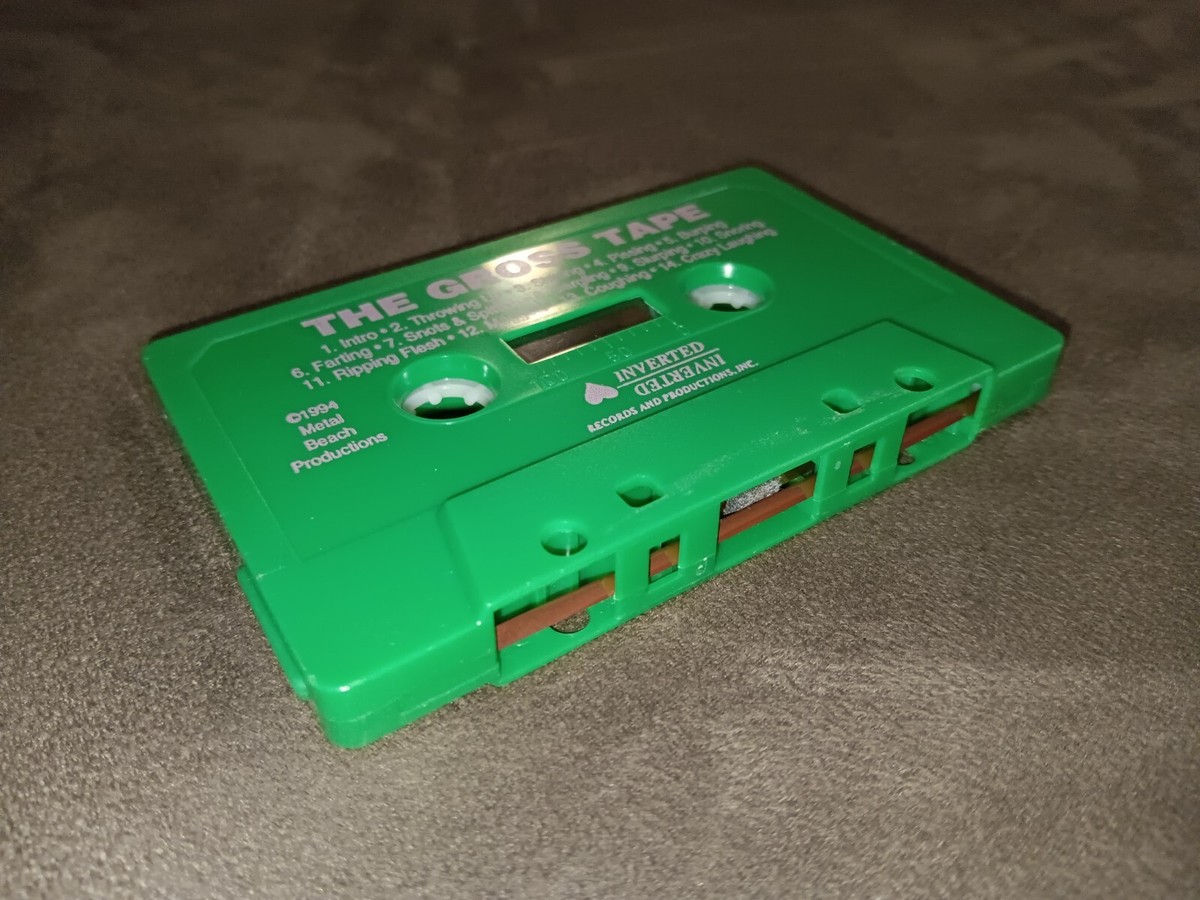 THE GROSS TAPE
1. Intro • 2. Throwing • 4. Pissing • 5. Burping
6. Farting • 7. Snots & • 9. Slurping • 10. Snoring
11. Ripping Flesh • 12. Coughing • 14. Crazy Laughing
©1994
Metal
Beach
Productions
INVERTED
INVERTED
RECORDS AND PRODUCTIONS, INC.